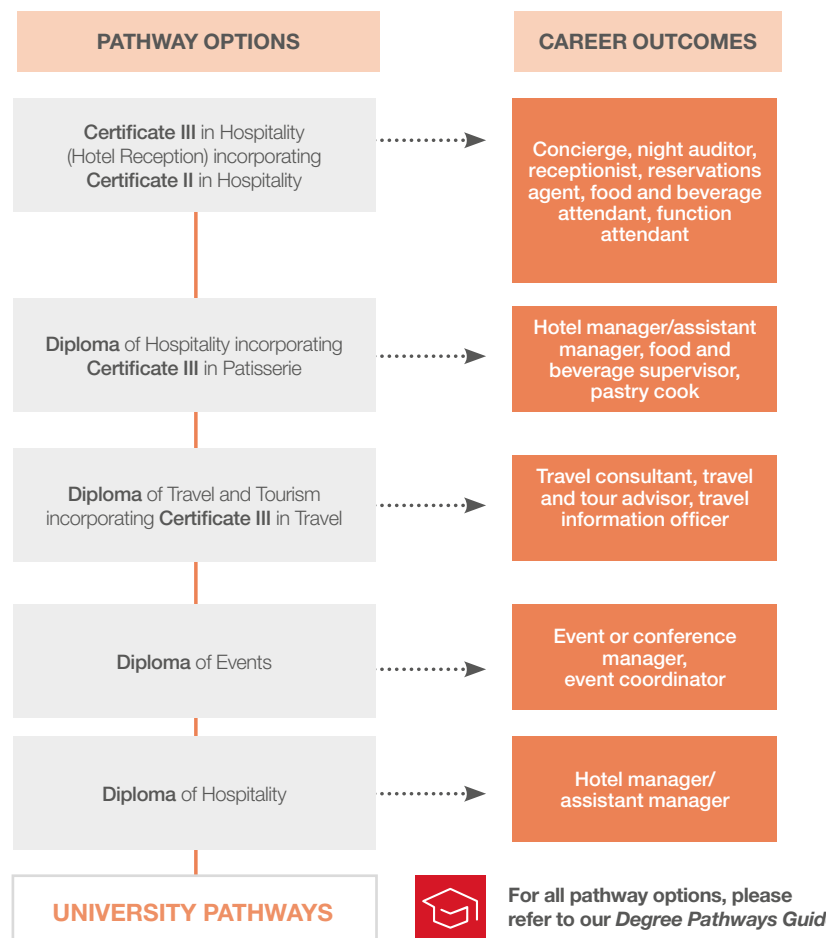 PATHWAY OPTIONS
CAREER OUTCOMES
Certificate III in Hospitality
(Hotel Reception) incorporating
Certificate II in Hospitality
Concierge, night auditor,
receptionist, reservations
agent, food and beverage
attendant, function
attendant
Diploma of Hospitality incorporating
Certificate III in Patisserie
Hotel manager/assistant
manager, food and
beverage supervisor,
pastry cook
Diploma of Travel and Tourism
incorporating Certificate III in Travel
Travel consultant, travel
and tour advisor, travel
information officer
Diploma of Events
Event or conference
manager,
event coordinator
Diploma of Hospitality
Hotel manager/
assistant manager
UNIVERSITY PATHWAYS
For all pathway options, please
refer to our Degree Pathways Guid